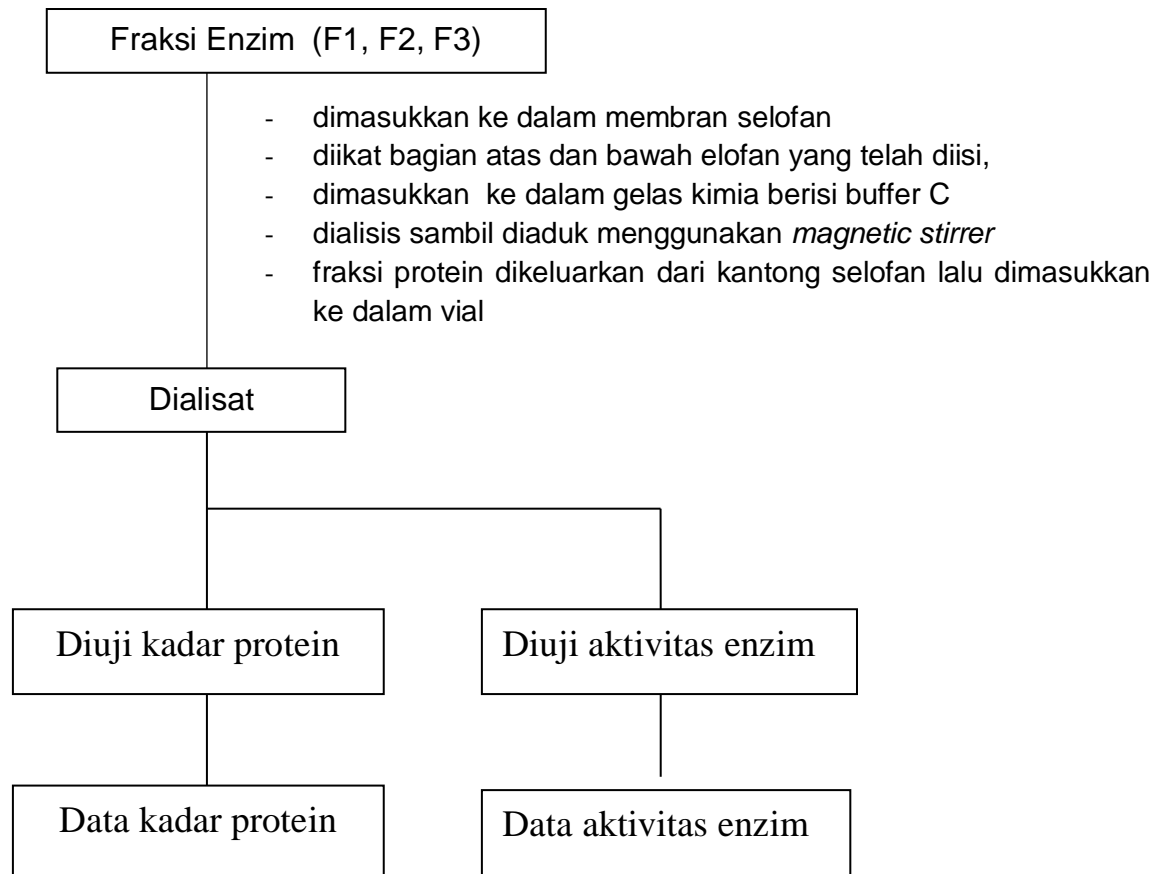 Fraksi Enzim (F1, F2, F3)
- dimasukkan ke dalam membran selofan
- diikat bagian atas dan bawah elofan yang telah diisi,
- dimasukkan ke dalam gelas kimia berisi buffer C
- dialisis sambil diaduk menggunakan magnetic stirrer
- fraksi protein dikeluarkan dari kantong selofan lalu dimasukkan
ke dalam vial
Dialisat
Diuji kadar protein
Diuji aktivitas enzim
Data kadar protein
Data aktivitas enzim